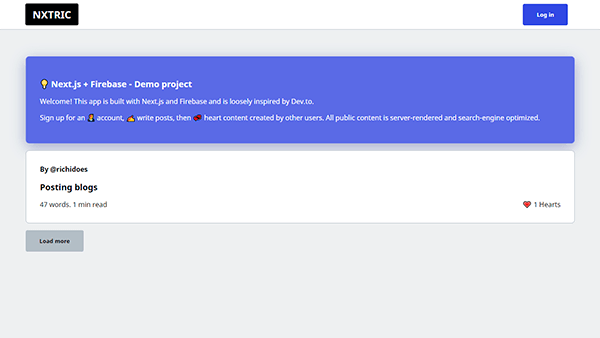 NXTRIC
Log in
💡 Next.js + Firebase - Demo project
Welcome! This app is built with Next.js and Firebase and is loosely inspired by Dev.to.
Sign up for an account, ✍️ write posts, then 💞 heart content created by other users. All public content is server-rendered and search-engine optimized.
By @richidoes
Posting blogs
47 words. 1 min read
❤️ 1 Hearts
Load more